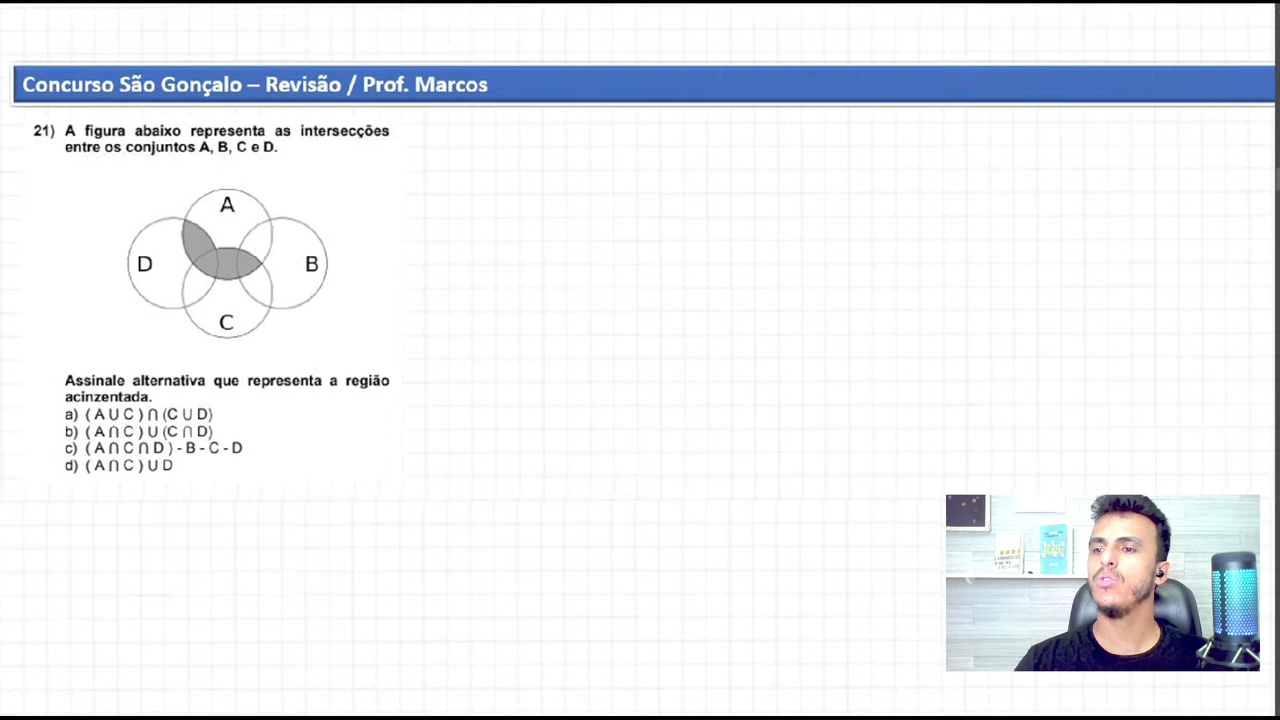 Concurso São Gonçalo – Revisão / Prof. Marcos
21) A figura abaixo representa as intersecções
entre os conjuntos A, B, C e D.
A
D
B
C
Assinale alternativa que representa a região
acinzentada.
a) ( A U C ) ∩ (C U D)
b) ( A ∩ C ) U (C ∩ D)
c) ( A ∩ C ∩ D ) - B - C - D
d) ( A ∩ C ) U D